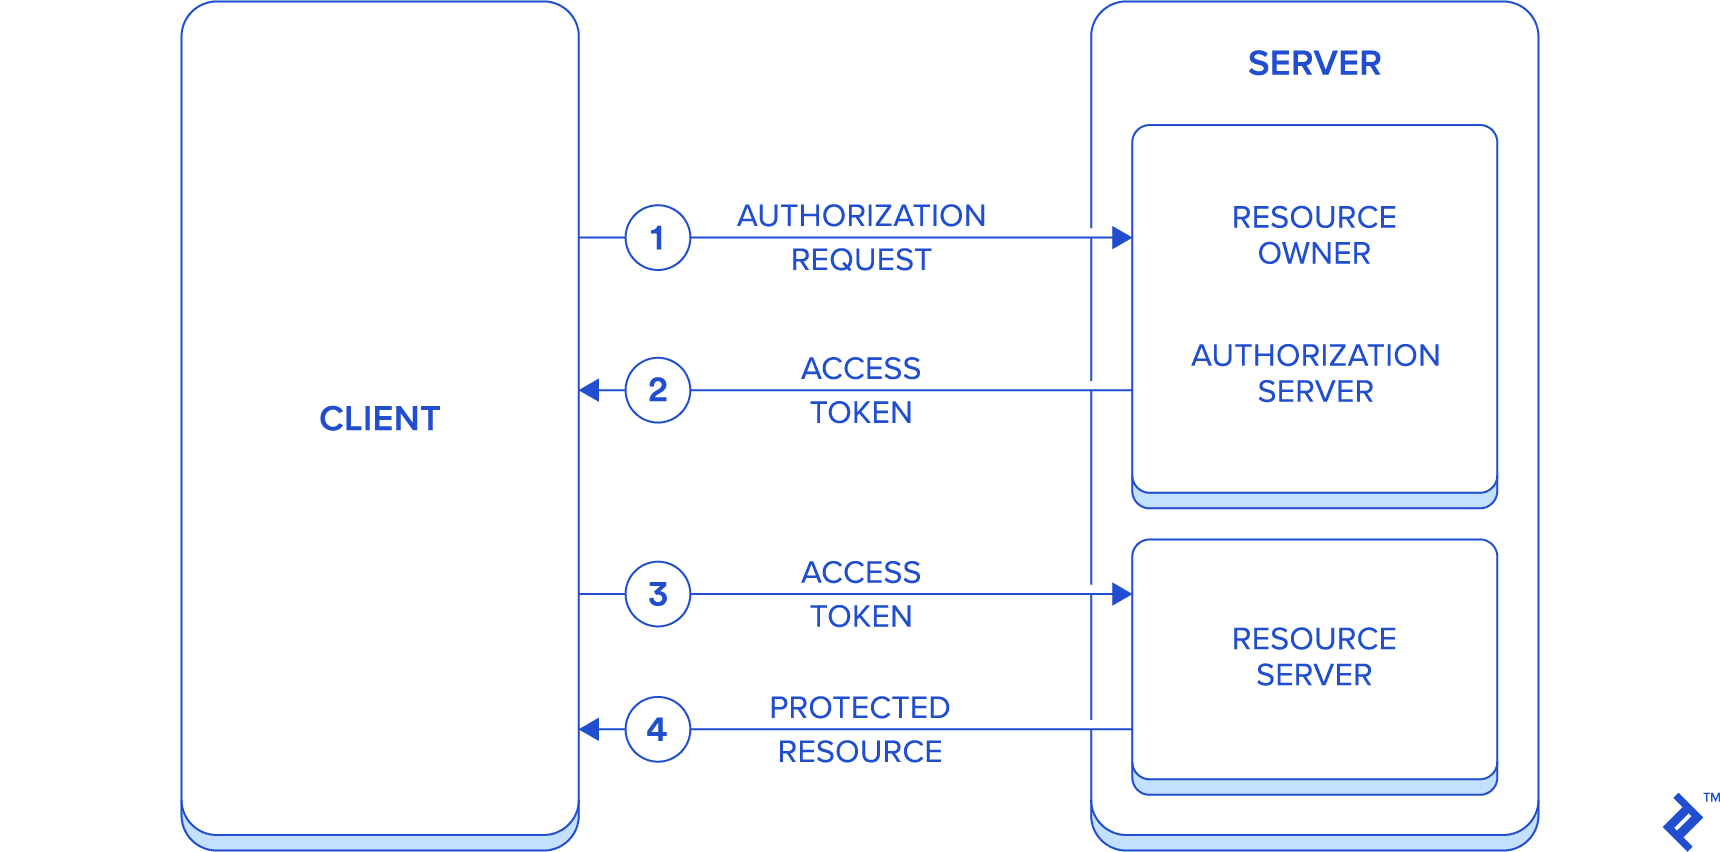 CLIENT
1
AUTHORIZATION
REQUEST
2
ACCESS
TOKEN
3
ACCESS
TOKEN
4
PROTECTED
RESOURCE
SERVER
RESOURCE
OWNER
AUTHORIZATION
SERVER
RESOURCE
SERVER
TM